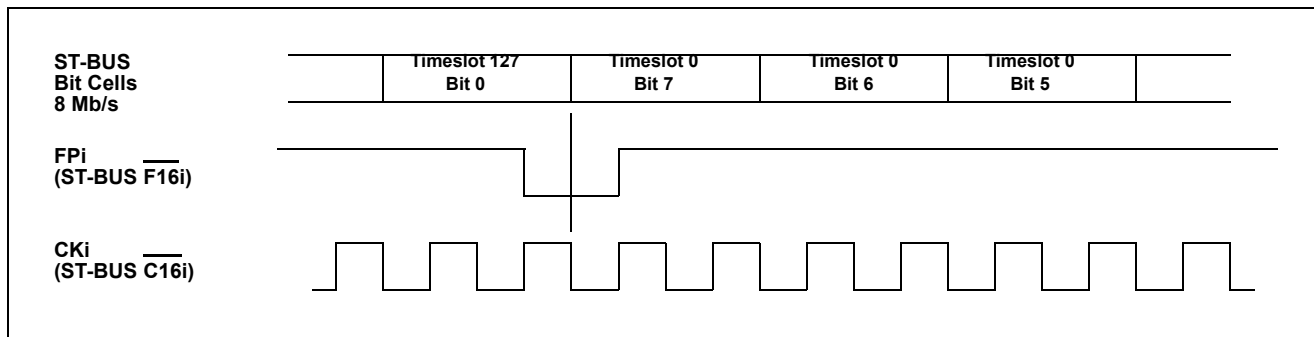 ST-BUS
Bit Cells
8 Mb/s
Timeslot 127
Bit 0
Timeslot 0
Bit 7
Timeslot 0
Bit 6
Timeslot 0
Bit 5
FPi
(ST-BUS F16i)
CKi
(ST-BUS C16i)